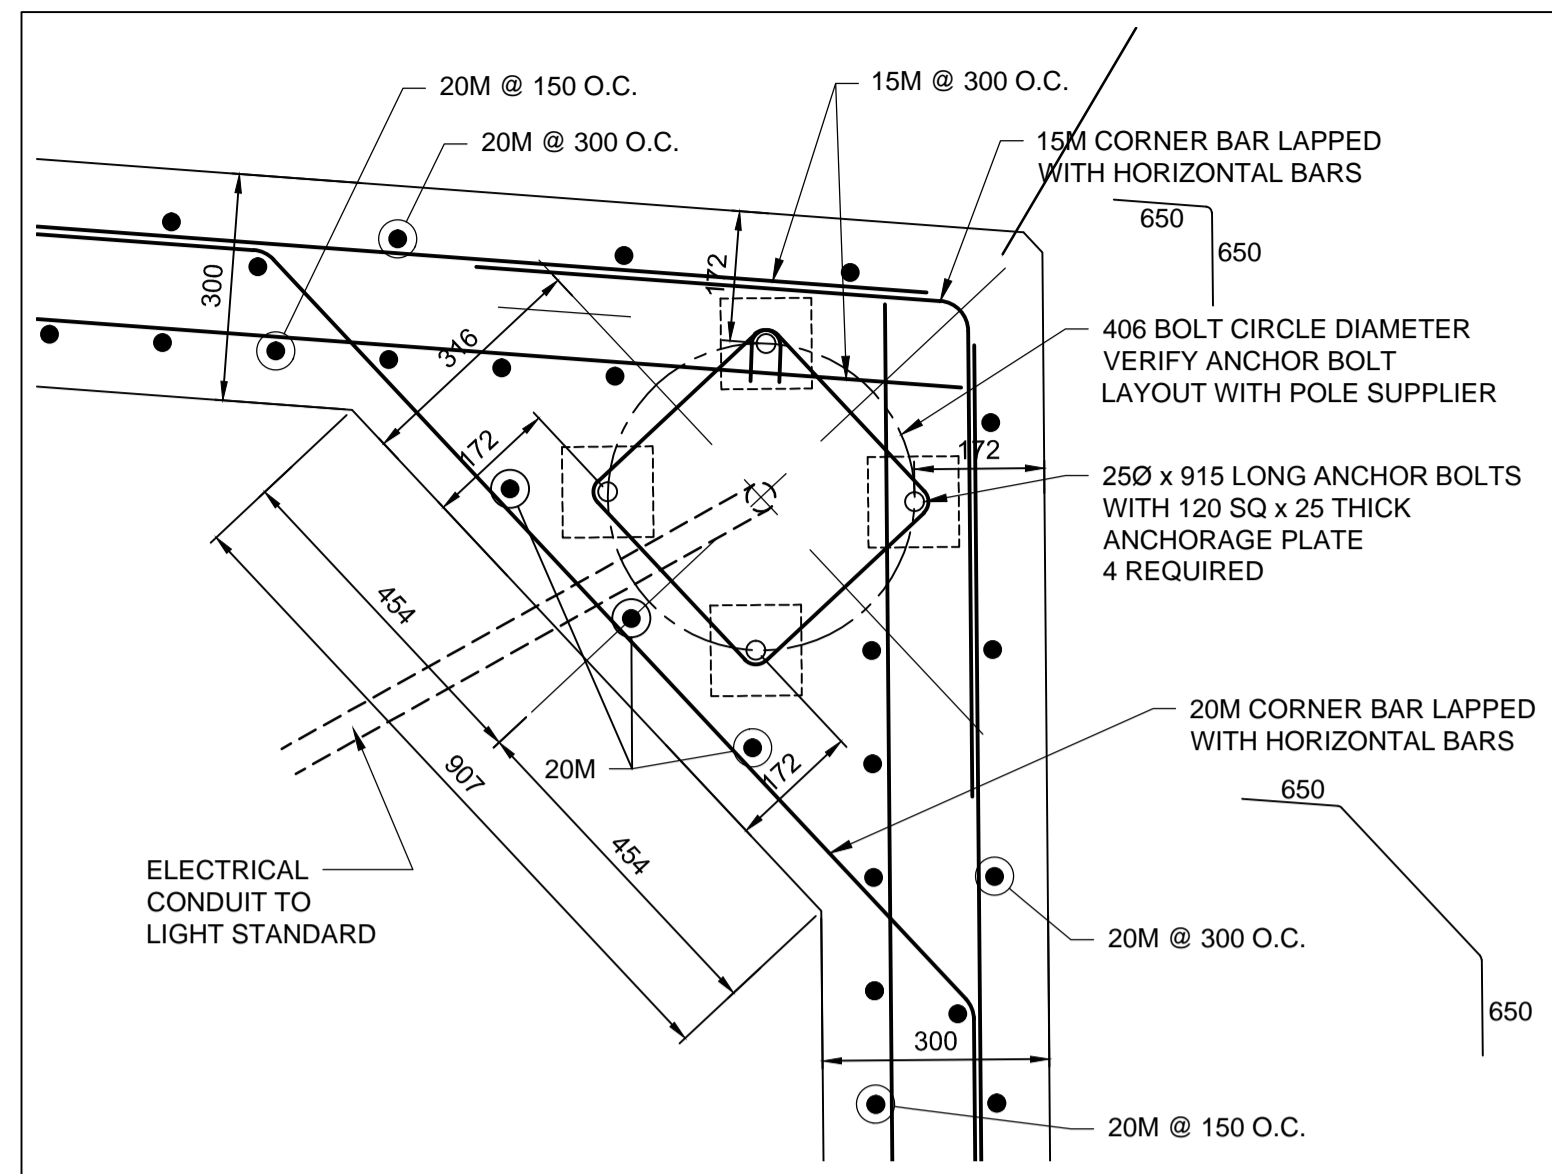 20M @ 150 O.C.
20M @ 300 O.C.
15M @ 300 O.C.
15M CORNER BAR LAPPED
WITH HORIZONTAL BARS
650
650
300
172
316
406 BOLT CIRCLE DIAMETER
VERIFY ANCHOR BOLT
LAYOUT WITH POLE SUPPLIER
172
172
25Ø x 915 LONG ANCHOR BOLTS
WITH 120 SQ x 25 THICK
ANCHORAGE PLATE
4 REQUIRED
454
20M CORNER BAR LAPPED
WITH HORIZONTAL BARS
650
650
907
20M
172
454
ELECTRICAL
CONDUIT TO
LIGHT STANDARD
20M @ 300 O.C.
300
20M @ 150 O.C.